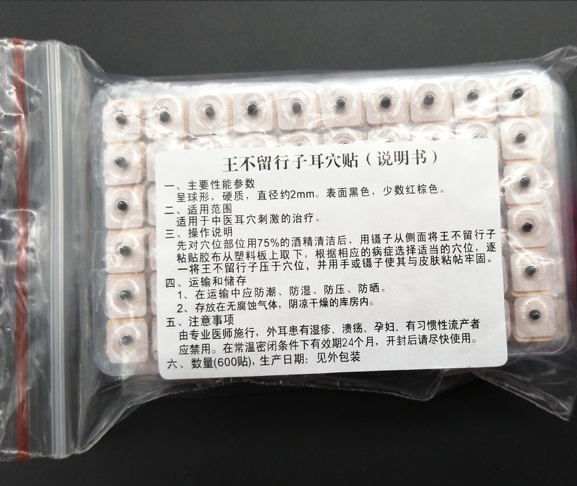 王不留行子耳穴贴（说明书）
一、主要性能参数
呈球形，硬质，直径约2mm。表面黑色，少数红棕色。
二、适用范围
适用于中医耳穴刺激的治疗。
三、操作说明
先对穴位部位用75%的酒精清洁后，用镊子从侧面将王不留行子
粘贴胶布从塑料板上取下，根据相应的病症选择适当的穴位，逐
一将王不留行子压于穴位，并用手或镊子使其与皮肤粘帖牢固。
四、运输和储存
1、在运输中应防潮、防湿、防压、防晒。
2、存放在无腐蚀气体，阴凉干燥的库房内。
五、注意事项
由专业医师施行，外耳患有湿疹、溃疡、孕妇、有习惯性流产者
应禁用。在常温密闭条件下有效期24个月，开封后请尽快使用。
六、数量(600贴)，生产日期：见外包装